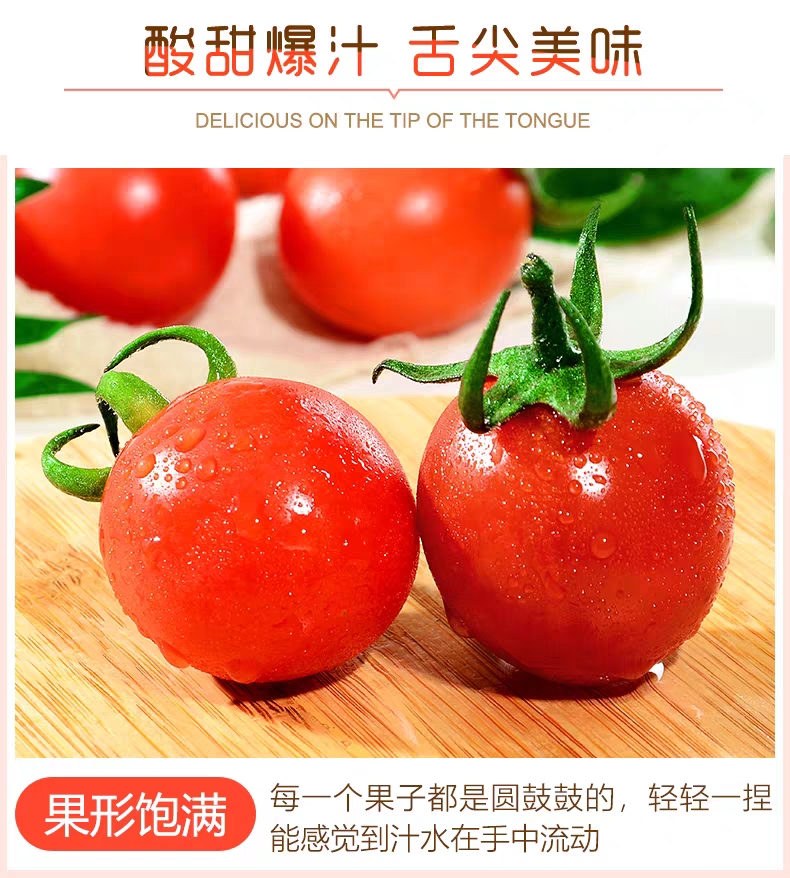 酸甜爆汁 舌尖美味
DELICIOUS ON THE TIP OF THE TONGUE
果形饱满
每一个果子都是圆鼓鼓的，轻轻一捏
能感觉到汁水在手中流动